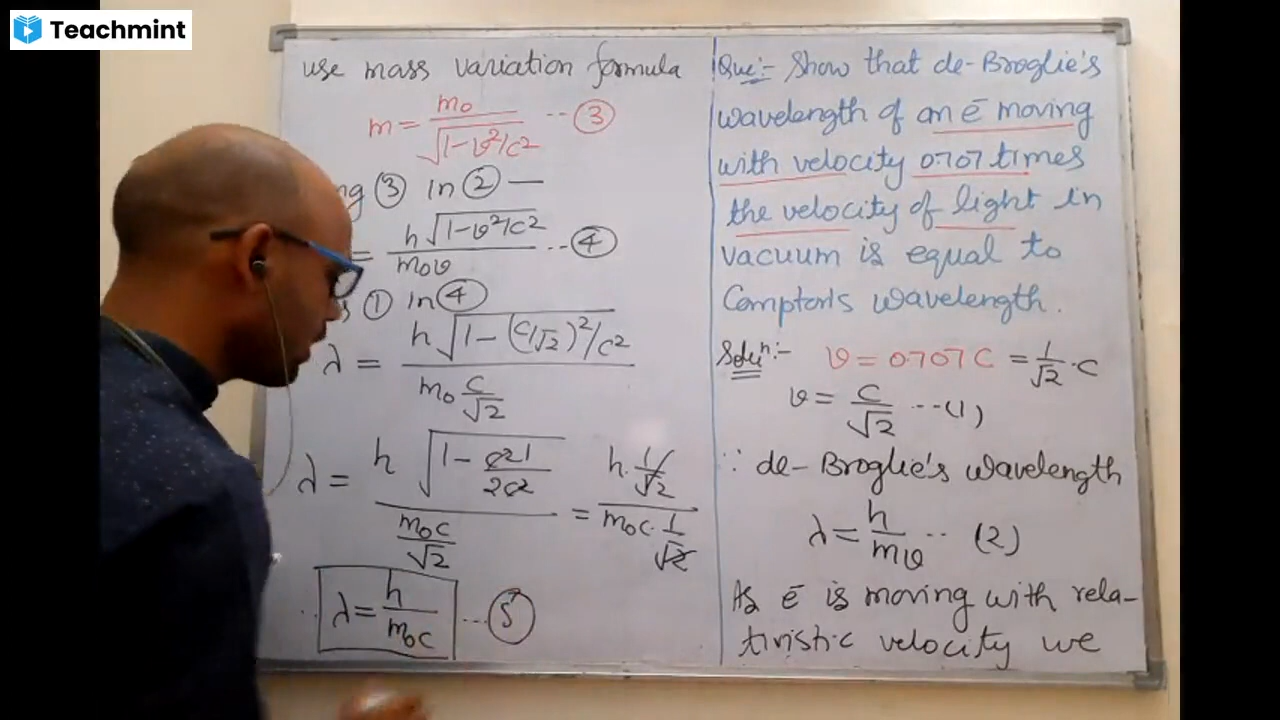 Teachmint
Que:- Show that de-Broglie's
wavelength of an e̅ moving
with velocity 0.707 times
the velocity of light in
vacuum is equal to
Compton's wavelength.
Soluⁿ:- v = 0.707 C = 1/√2 · C
v = C/√2 ---(1)
∵ de-Broglie's wavelength
λ = h/mv -- (2)
As e̅ is moving with rela-
tivistic velocity we
use mass variation formula
m = m₀/√1-v²/c² -- ③
③ in ② —
= h√1-v²/c² / m₀v -- ④
① in ④
λ = h√1-(c/√2)²/c² / m₀ c/√2
λ = h √1- c²1/2c² / m₀c/√2 = h· 1/√2 / m₀c· 1/√2
λ = h/m₀c ---⑤